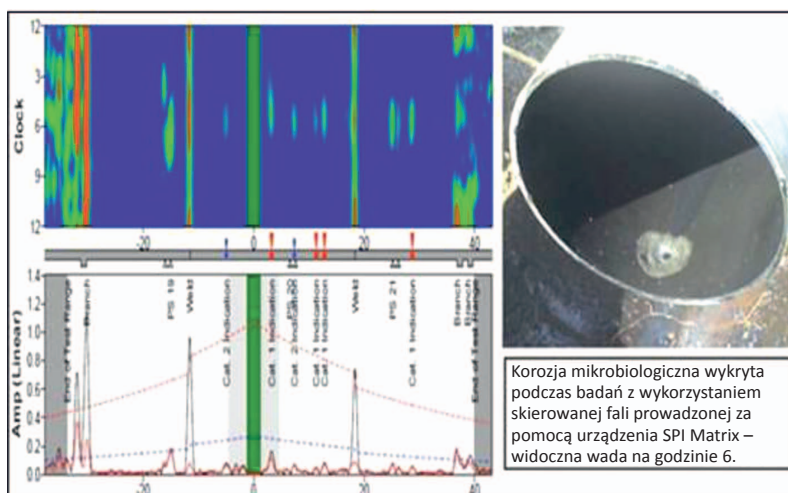 12
3
6
9
12
Clock
-20
0
20
40
1.4
1.2
1.0
0.8
0.6
0.4
0.2
0.0
Amp (Linear)
End of Test Range
Branch
PS 19
Weld
Cat. 2 Indication
Cat. 1 Indication
PS 20
Cat. 2 Indication
Cat. 1 Indication
Cat. 1 Indication
Weld
PS 21
Cat. 1 Indication
Branch
Branch
End of Test Range
-20
0
20
40
Korozja mikrobiologiczna wykryta
podczas badań z wykorzystaniem
skierowanej fali prowadzonej za
pomocą urządzenia SPI Matrix –
widoczna wada na godzinie 6.